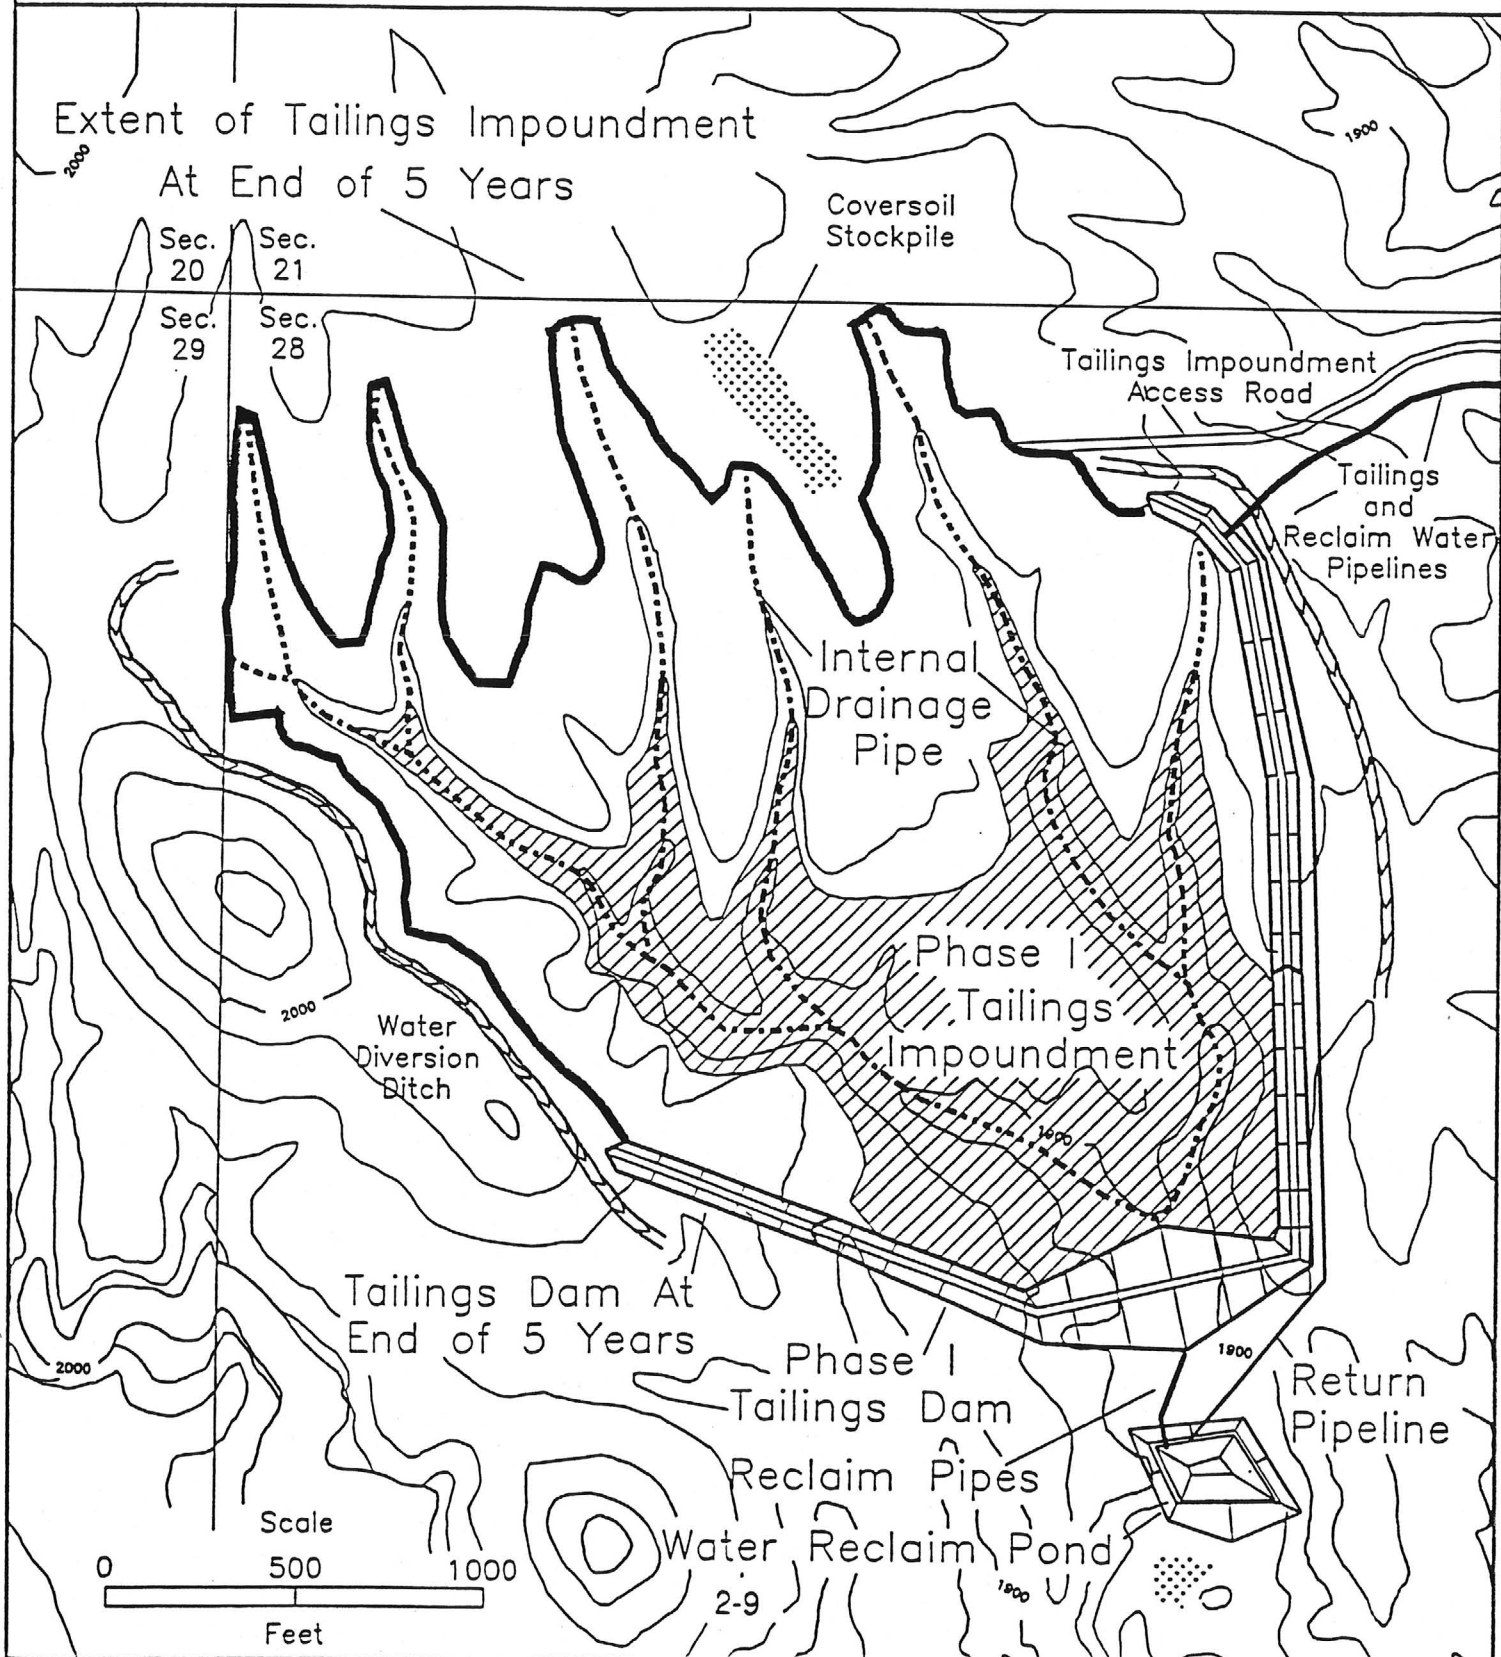 Extent of Tailings Impoundment
At End of 5 Years
2000
1900
Coversoil
Stockpile
Sec.
20
Sec.
21
Sec.
29
Sec.
28
Tailings Impoundment
Access Road
Tailings
and
Reclaim Water
Pipelines
Internal
Drainage
Pipe
Phase I
Tailings
Impoundment
2000
Water
Diversion
Ditch
1900
Tailings Dam At
End of 5 Years
2000
Phase I
Tailings Dam
1900
Return
Pipeline
Reclaim Pipes
Water Reclaim Pond
1900
2-9
Scale
0 500 1000
Feet